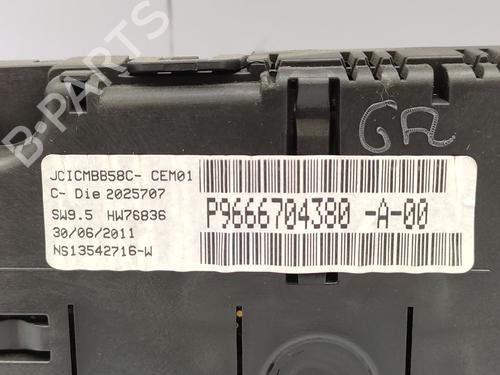 B-PARTS
GR
JCICMBB58C- CEM01
C- Die 2025707
SW9.5 HW76836
30/06/2011
NS13542716-W
P9666704380 -A-00